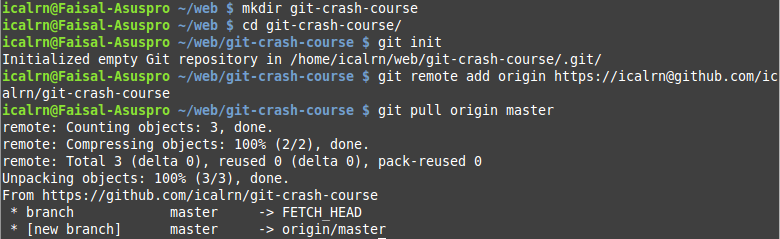 icalrn@Faisal-Asuspro ~/web $ mkdir git-crash-course
icalrn@Faisal-Asuspro ~/web $ cd git-crash-course/
icalrn@Faisal-Asuspro ~/web/git-crash-course $ git init
Initialized empty Git repository in /home/icalrn/web/git-crash-course/.git/
icalrn@Faisal-Asuspro ~/web/git-crash-course $ git remote add origin https://icalrn@github.com/ic
alrn/git-crash-course
icalrn@Faisal-Asuspro ~/web/git-crash-course $ git pull origin master
remote: Counting objects: 3, done.
remote: Compressing objects: 100% (2/2), done.
remote: Total 3 (delta 0), reused 0 (delta 0), pack-reused 0
Unpacking objects: 100% (3/3), done.
From https://github.com/icalrn/git-crash-course
 * branch            master     -> FETCH_HEAD
 * [new branch]      master     -> origin/master